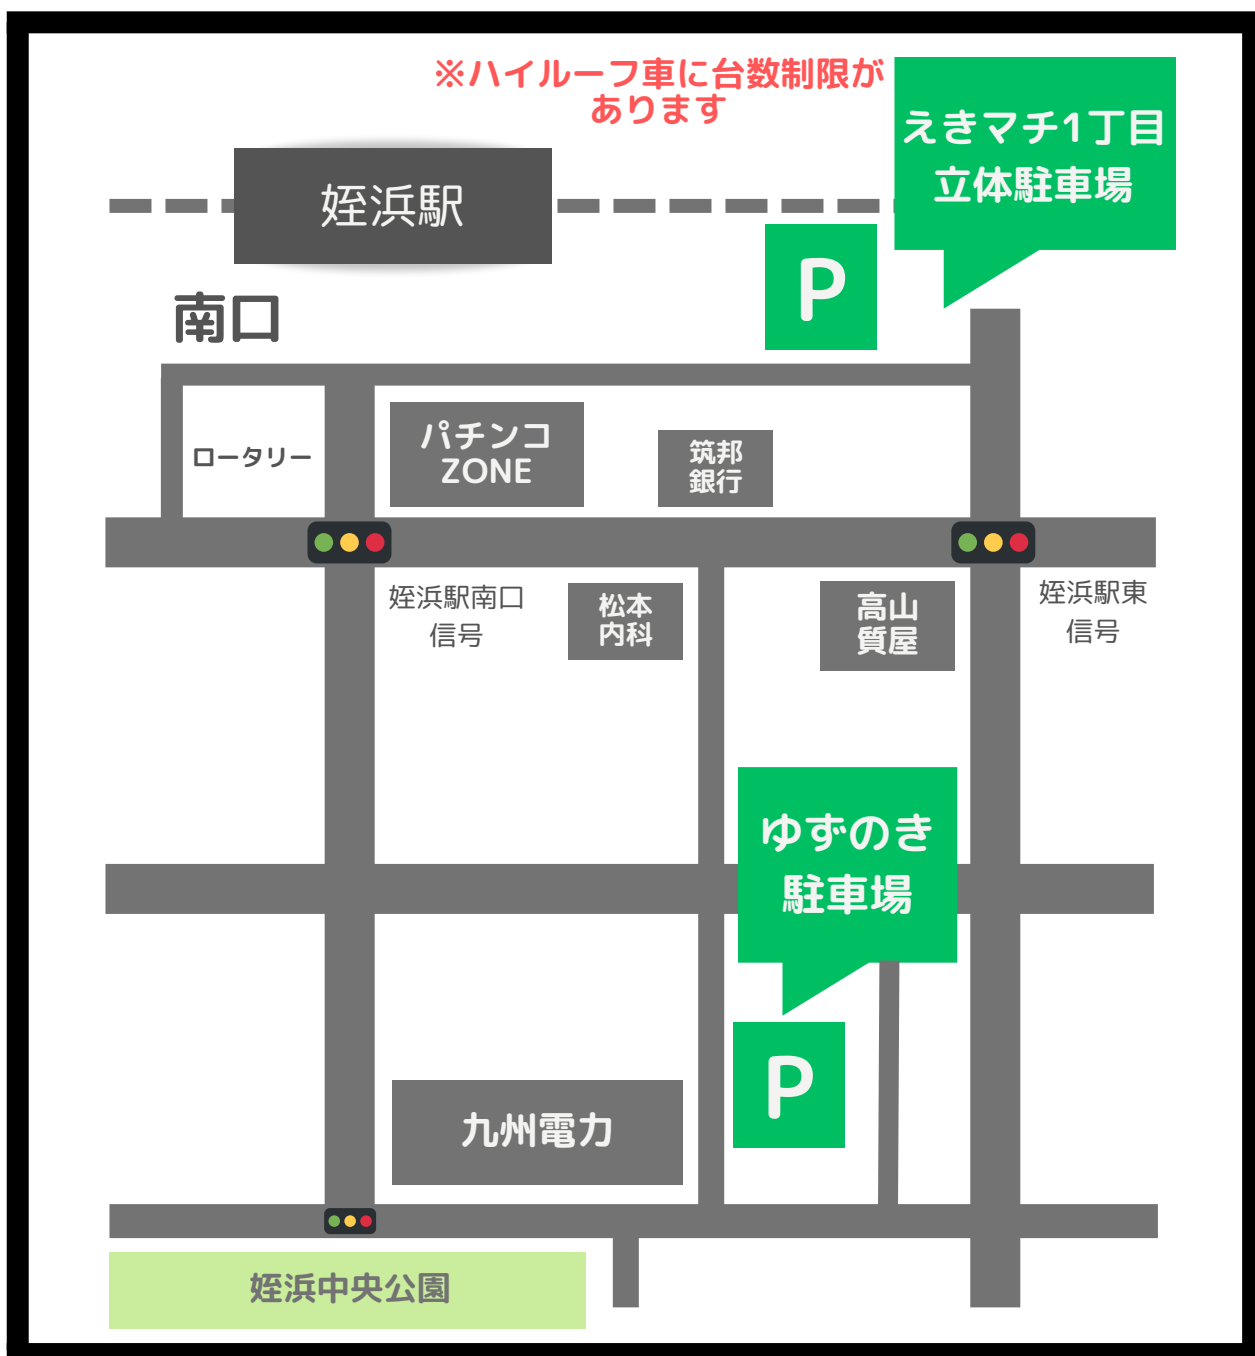 ※ハイルーフ車に台数制限が
あります
えきマチ1丁目
立体駐車場
姪浜駅
P
南口
パチンコ
ZONE
筑邦
銀行
ロータリー
姪浜駅南口
信号
松本
内科
高山
質屋
姪浜駅東
信号
ゆずのき
駐車場
P
九州電力
姪浜中央公園